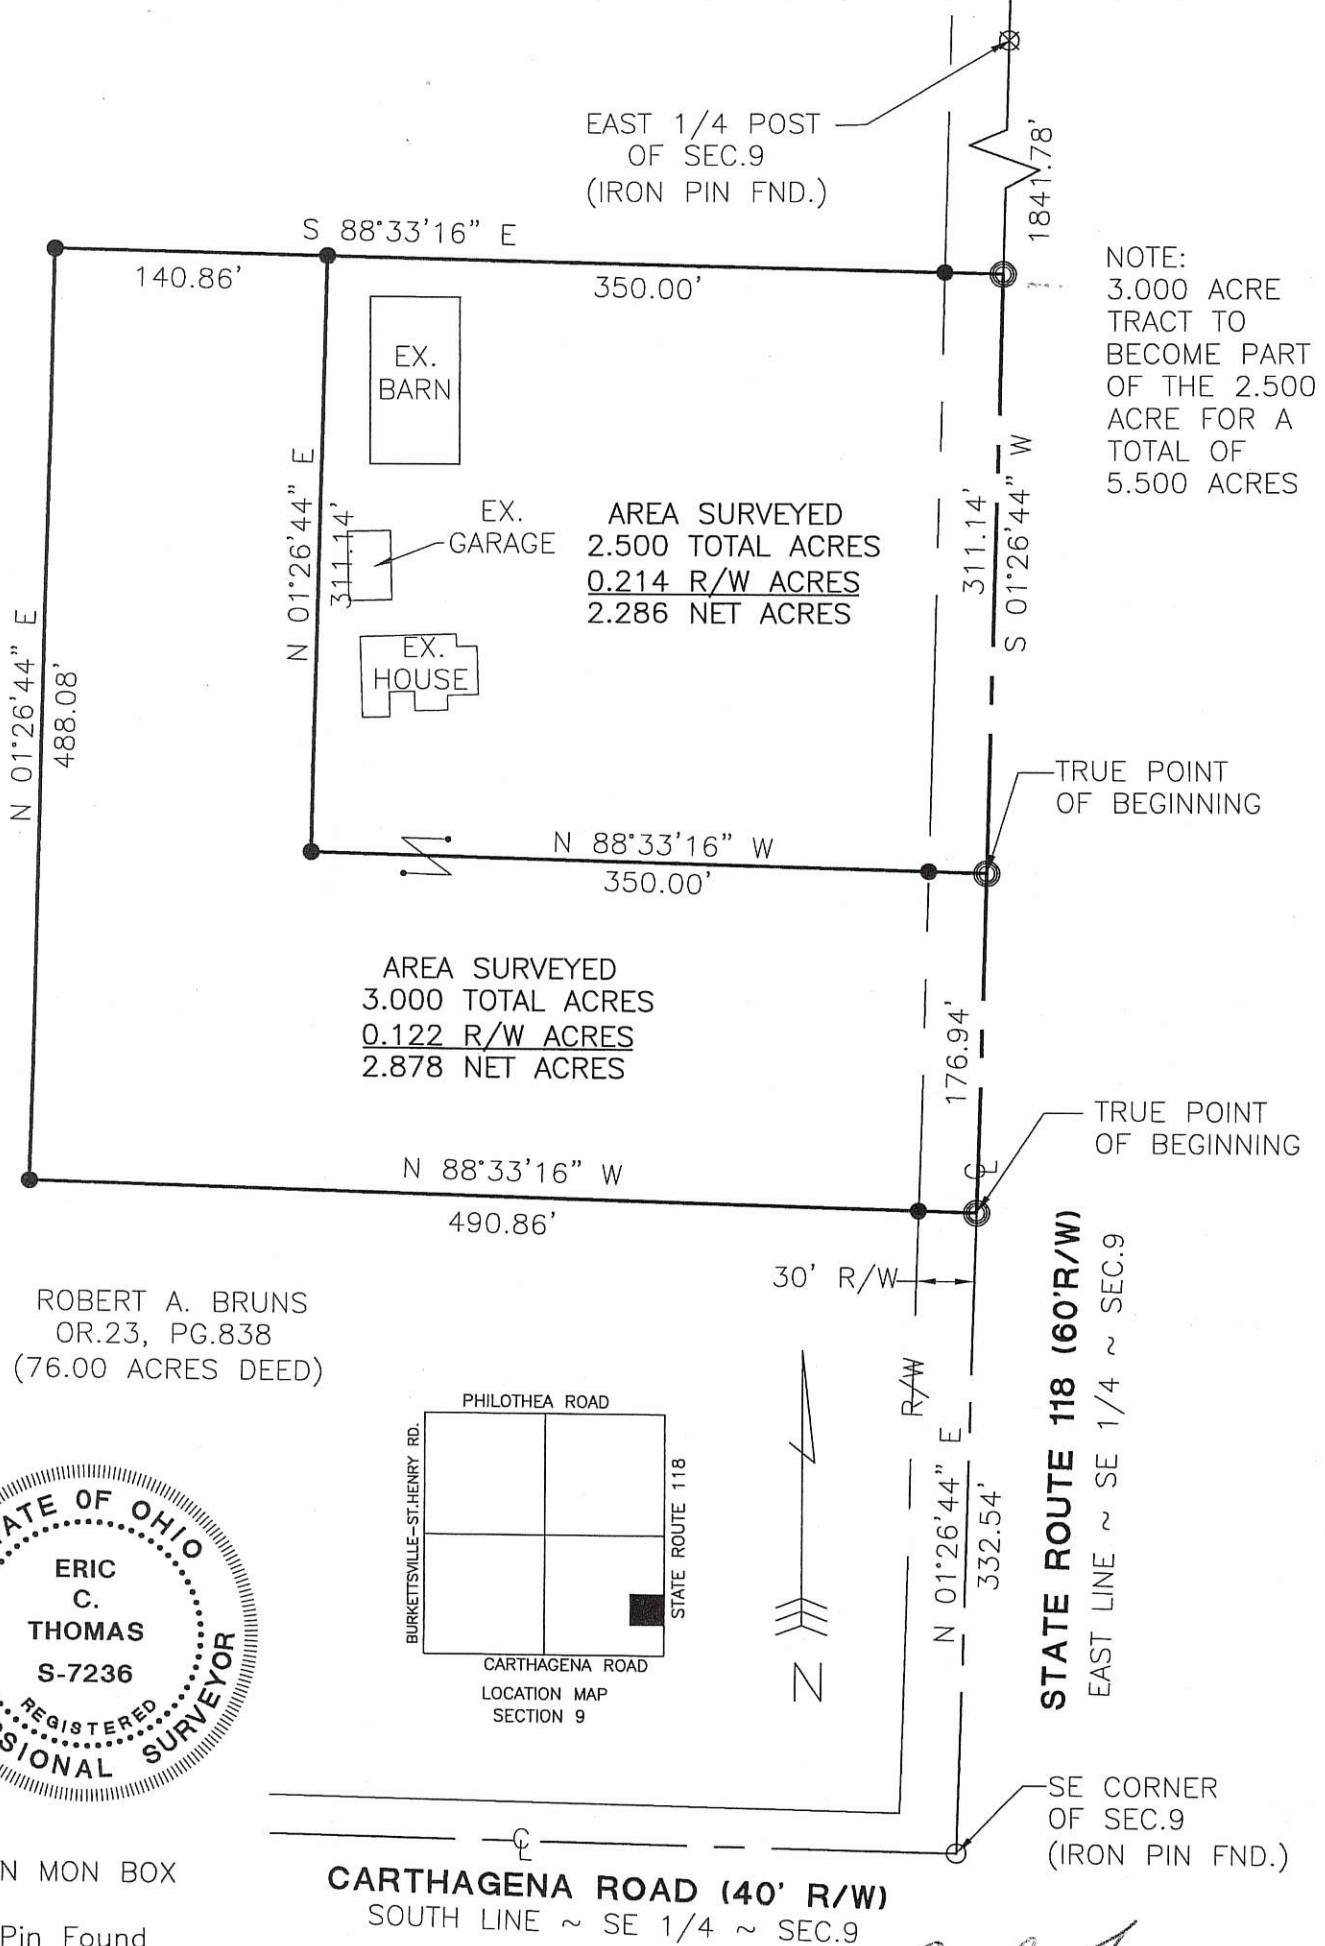 EAST 1/4 POST
OF SEC.9
(IRON PIN FND.)
1841.78'
S 88°33'16" E
140.86'
350.00'
NOTE:
3.000 ACRE
TRACT TO
BECOME PART
OF THE 2.500
ACRE FOR A
TOTAL OF
5.500 ACRES
EX.
BARN
N 01°26'44" E
311.14'
EX.
GARAGE
AREA SURVEYED
2.500 TOTAL ACRES
0.214 R/W ACRES
2.286 NET ACRES
311.14'
S 01°26'44" W
EX.
HOUSE
N 01°26'44" E
488.08'
TRUE POINT
OF BEGINNING
N 88°33'16" W
350.00'
AREA SURVEYED
3.000 TOTAL ACRES
0.122 R/W ACRES
2.878 NET ACRES
176.94'
TRUE POINT
OF BEGINNING
℄
N 88°33'16" W
490.86'
30' R/W
ROBERT A. BRUNS
OR.23, PG.838
(76.00 ACRES DEED)
R/W
N 01°26'44" E
332.54'
STATE ROUTE 118 (60'R/W)
EAST LINE ~ SE 1/4 ~ SEC.9
PHILOTHEA ROAD
BURKETTSVILLE-ST.HENRY RD.
STATE ROUTE 118
CARTHAGENA ROAD
LOCATION MAP
SECTION 9
N
ATE OF OHIO
ERIC
C.
THOMAS
S-7236
REGISTERED
SIONAL SURVEYOR
SE CORNER
OF SEC.9
(IRON PIN FND.)
℄
CARTHAGENA ROAD (40' R/W)
SOUTH LINE ~ SE 1/4 ~ SEC.9
N MON BOX
Pin Found